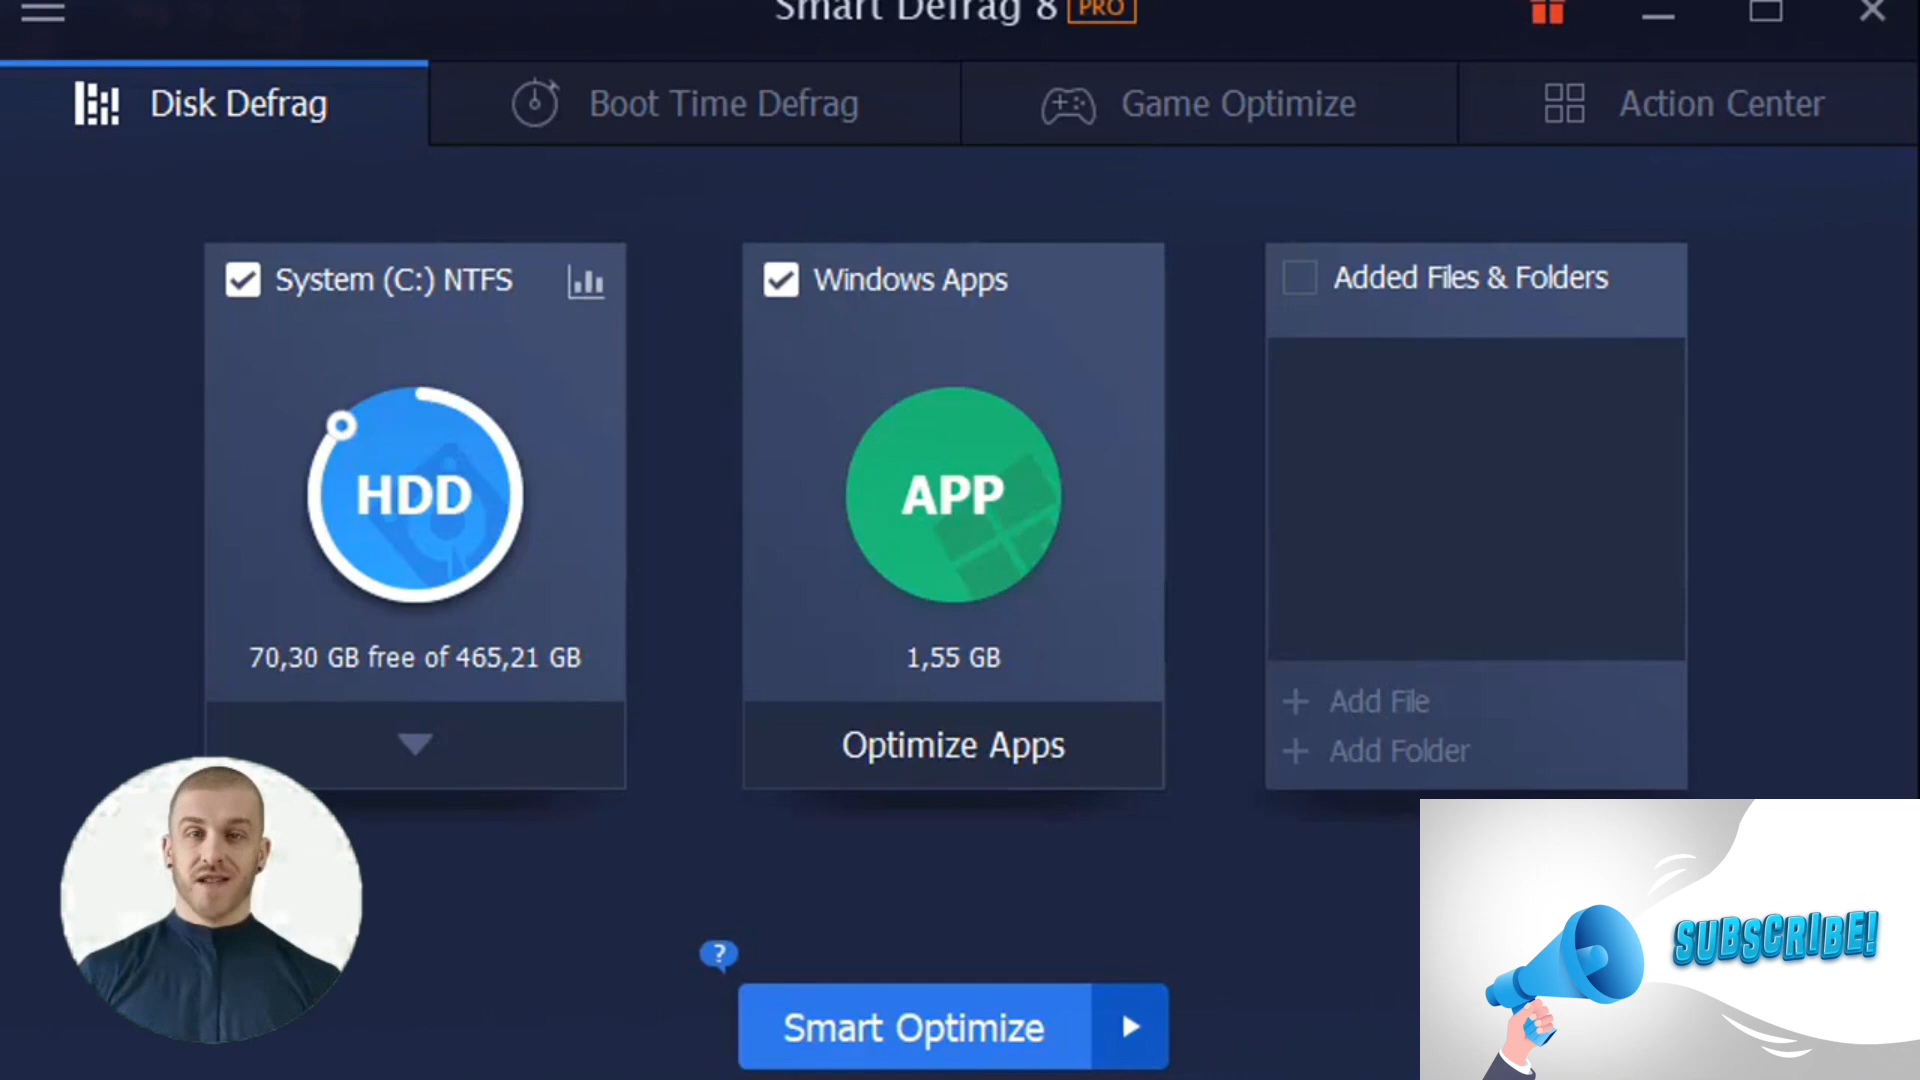 Smart Defrag 8 PRO
Disk Defrag
Boot Time Defrag
Game Optimize
Action Center
System (C:) NTFS
Windows Apps
Added Files & Folders
HDD
APP
70,30 GB free of 465,21 GB
1,55 GB
Add File
Optimize Apps
Add Folder
SUBSCRIBE!
?
Smart Optimize